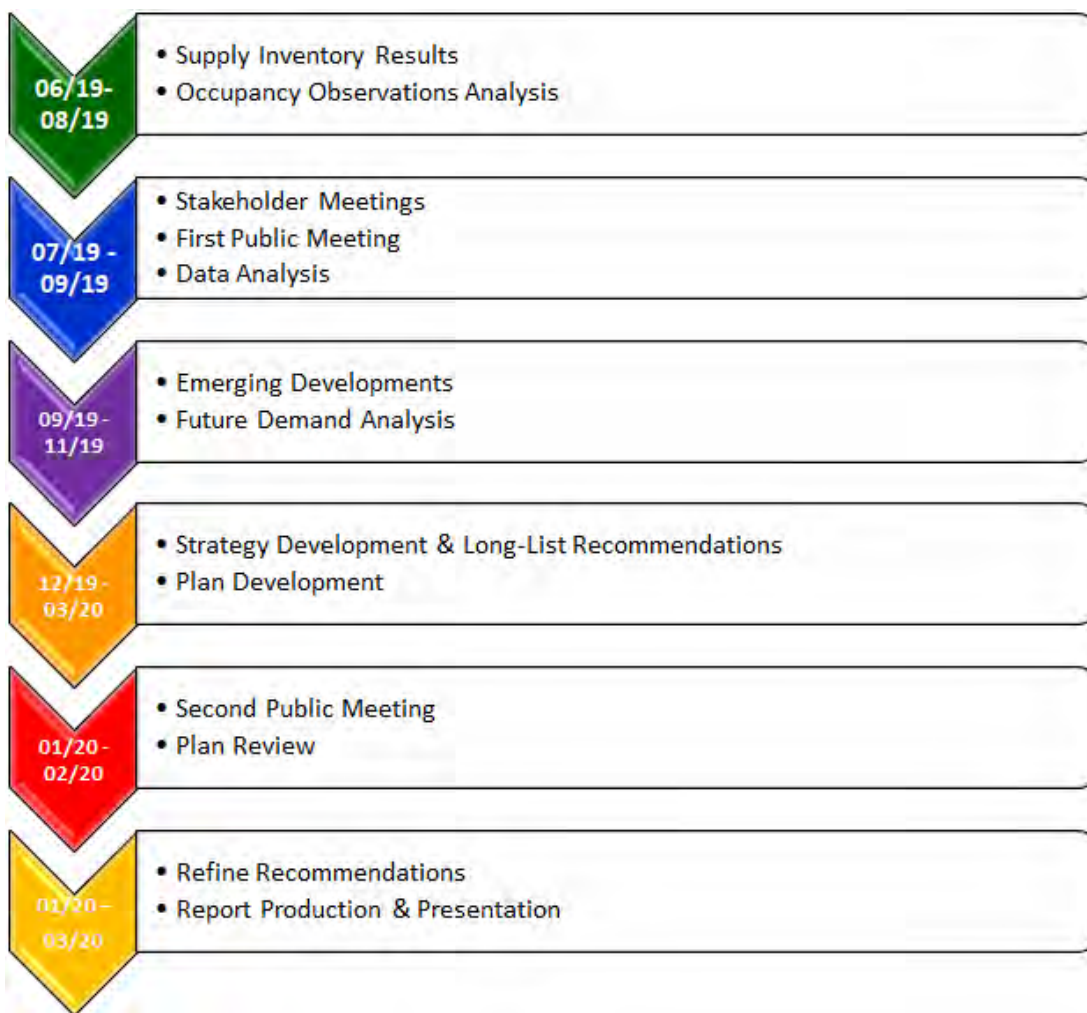 06/19-
08/19
• Supply Inventory Results
• Occupancy Observations Analysis
07/19 -
09/19
• Stakeholder Meetings
• First Public Meeting
• Data Analysis
09/19 -
11/19
• Emerging Developments
• Future Demand Analysis
12/19 -
03/20
• Strategy Development & Long-List Recommendations
• Plan Development
01/20 -
02/20
• Second Public Meeting
• Plan Review
01/20 –
03/20
• Refine Recommendations
• Report Production & Presentation